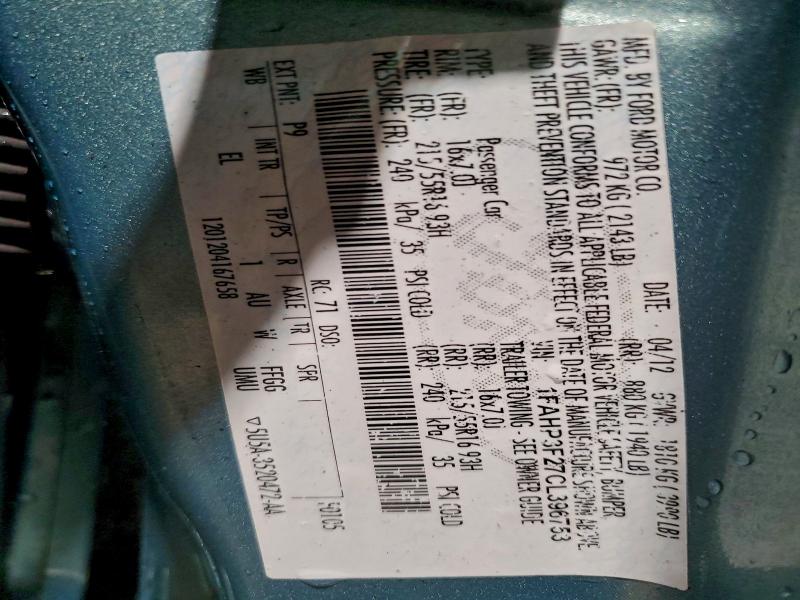 MFD. BY FORD MOTOR CO.
DATE: 04/12 GVWR: 1810 KG
GAWR: (FR): 972 KG (2143 LB) (RR): 880 KG (1940 LB)
THIS VEHICLE CONFORMS TO ALL APPLICABLE FEDERAL MOTOR VEHICLE SAFETY BUMPER
AND THEFT PREVENTION STANDARDS IN EFFECT ON THE DATE OF MANUFACTURE SHOWN ABOVE
VIN: 1FAHP3F27CL396753
TYPE: Passenger Car TRAILER TOWING - SEE OWNER GUIDE
RIM: (FR): 16x7.0J (RR): 16x7.0J
TIRE: (FR): 215/55R16 93H (RR): 215/55R16 93H
PRESSURE: (FR): 240 kPa/ 35 PSI COLD (RR): 240 kPa/ 35 PSI COLD
EXT PNT: P9 RC: 71 DSO: 50105
WB INT TR TP/PS R AXLE TR SPR
EL 1 AU W FFGG
1201204167658 UMU ▽5U5A-3520472-AA